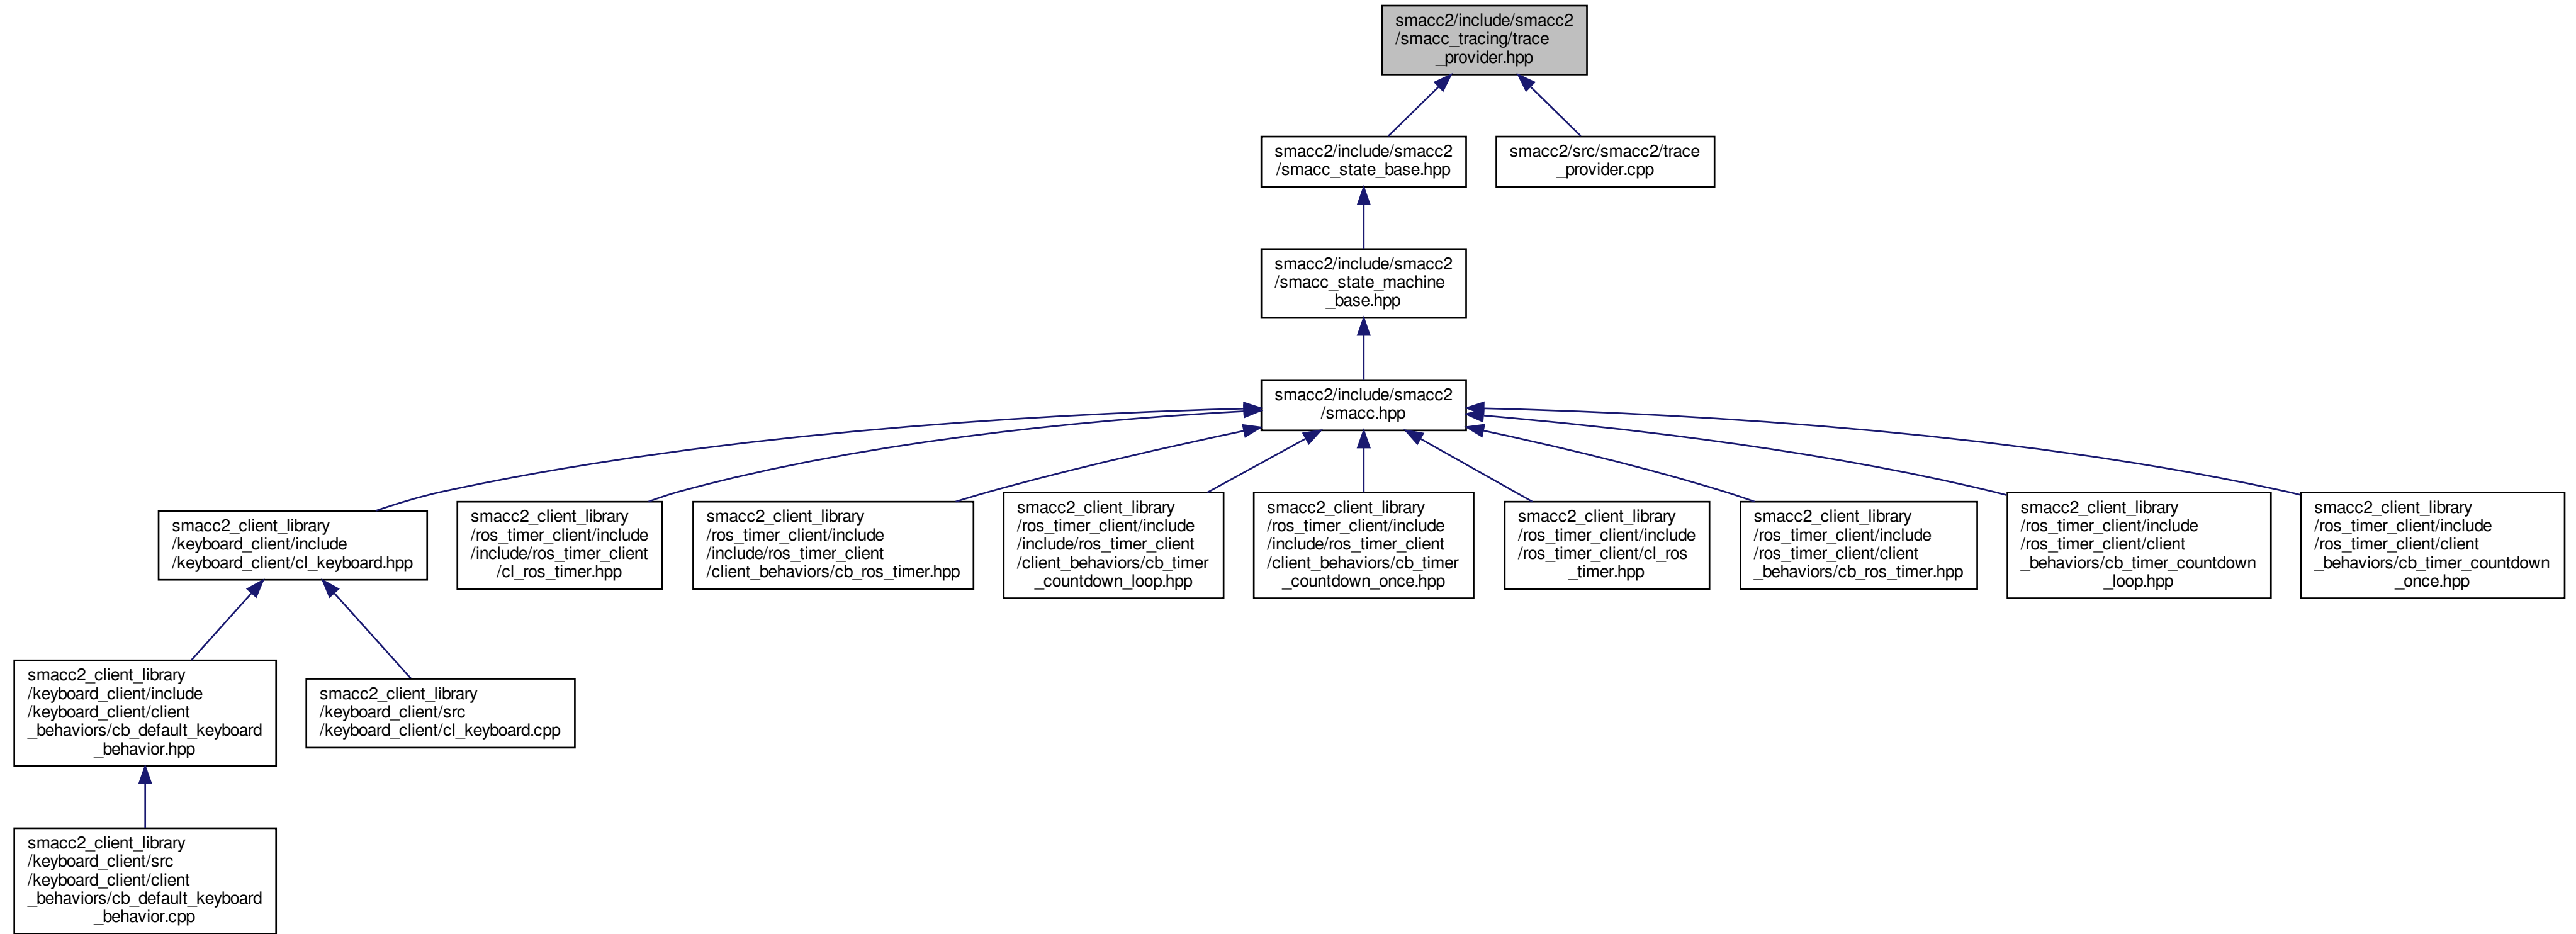 smacc2/include/smacc2
/smacc_tracing/trace
_provider.hpp
smacc2/include/smacc2
/smacc_state_base.hpp
smacc2/src/smacc2/trace
_provider.cpp
smacc2/include/smacc2
/smacc_state_machine
_base.hpp
smacc2/include/smacc2
/smacc.hpp
smacc2_client_library
/keyboard_client/include
/keyboard_client/cl_keyboard.hpp
smacc2_client_library
/ros_timer_client/include
/include/ros_timer_client
/cl_ros_timer.hpp
smacc2_client_library
/ros_timer_client/include
/include/ros_timer_client
/client_behaviors/cb_ros_timer.hpp
smacc2_client_library
/ros_timer_client/include
/include/ros_timer_client
/client_behaviors/cb_timer
_countdown_loop.hpp
smacc2_client_library
/ros_timer_client/include
/include/ros_timer_client
/client_behaviors/cb_timer
_countdown_once.hpp
smacc2_client_library
/ros_timer_client/include
/ros_timer_client/cl_ros
_timer.hpp
smacc2_client_library
/ros_timer_client/include
/ros_timer_client/client
_behaviors/cb_ros_timer.hpp
smacc2_client_library
/ros_timer_client/include
/ros_timer_client/client
_behaviors/cb_timer_countdown
_loop.hpp
smacc2_client_library
/ros_timer_client/include
/ros_timer_client/client
_behaviors/cb_timer_countdown
_once.hpp
smacc2_client_library
/keyboard_client/include
/keyboard_client/client
_behaviors/cb_default_keyboard
_behavior.hpp
smacc2_client_library
/keyboard_client/src
/keyboard_client/cl_keyboard.cpp
smacc2_client_library
/keyboard_client/src
/keyboard_client/client
_behaviors/cb_default_keyboard
_behavior.cpp